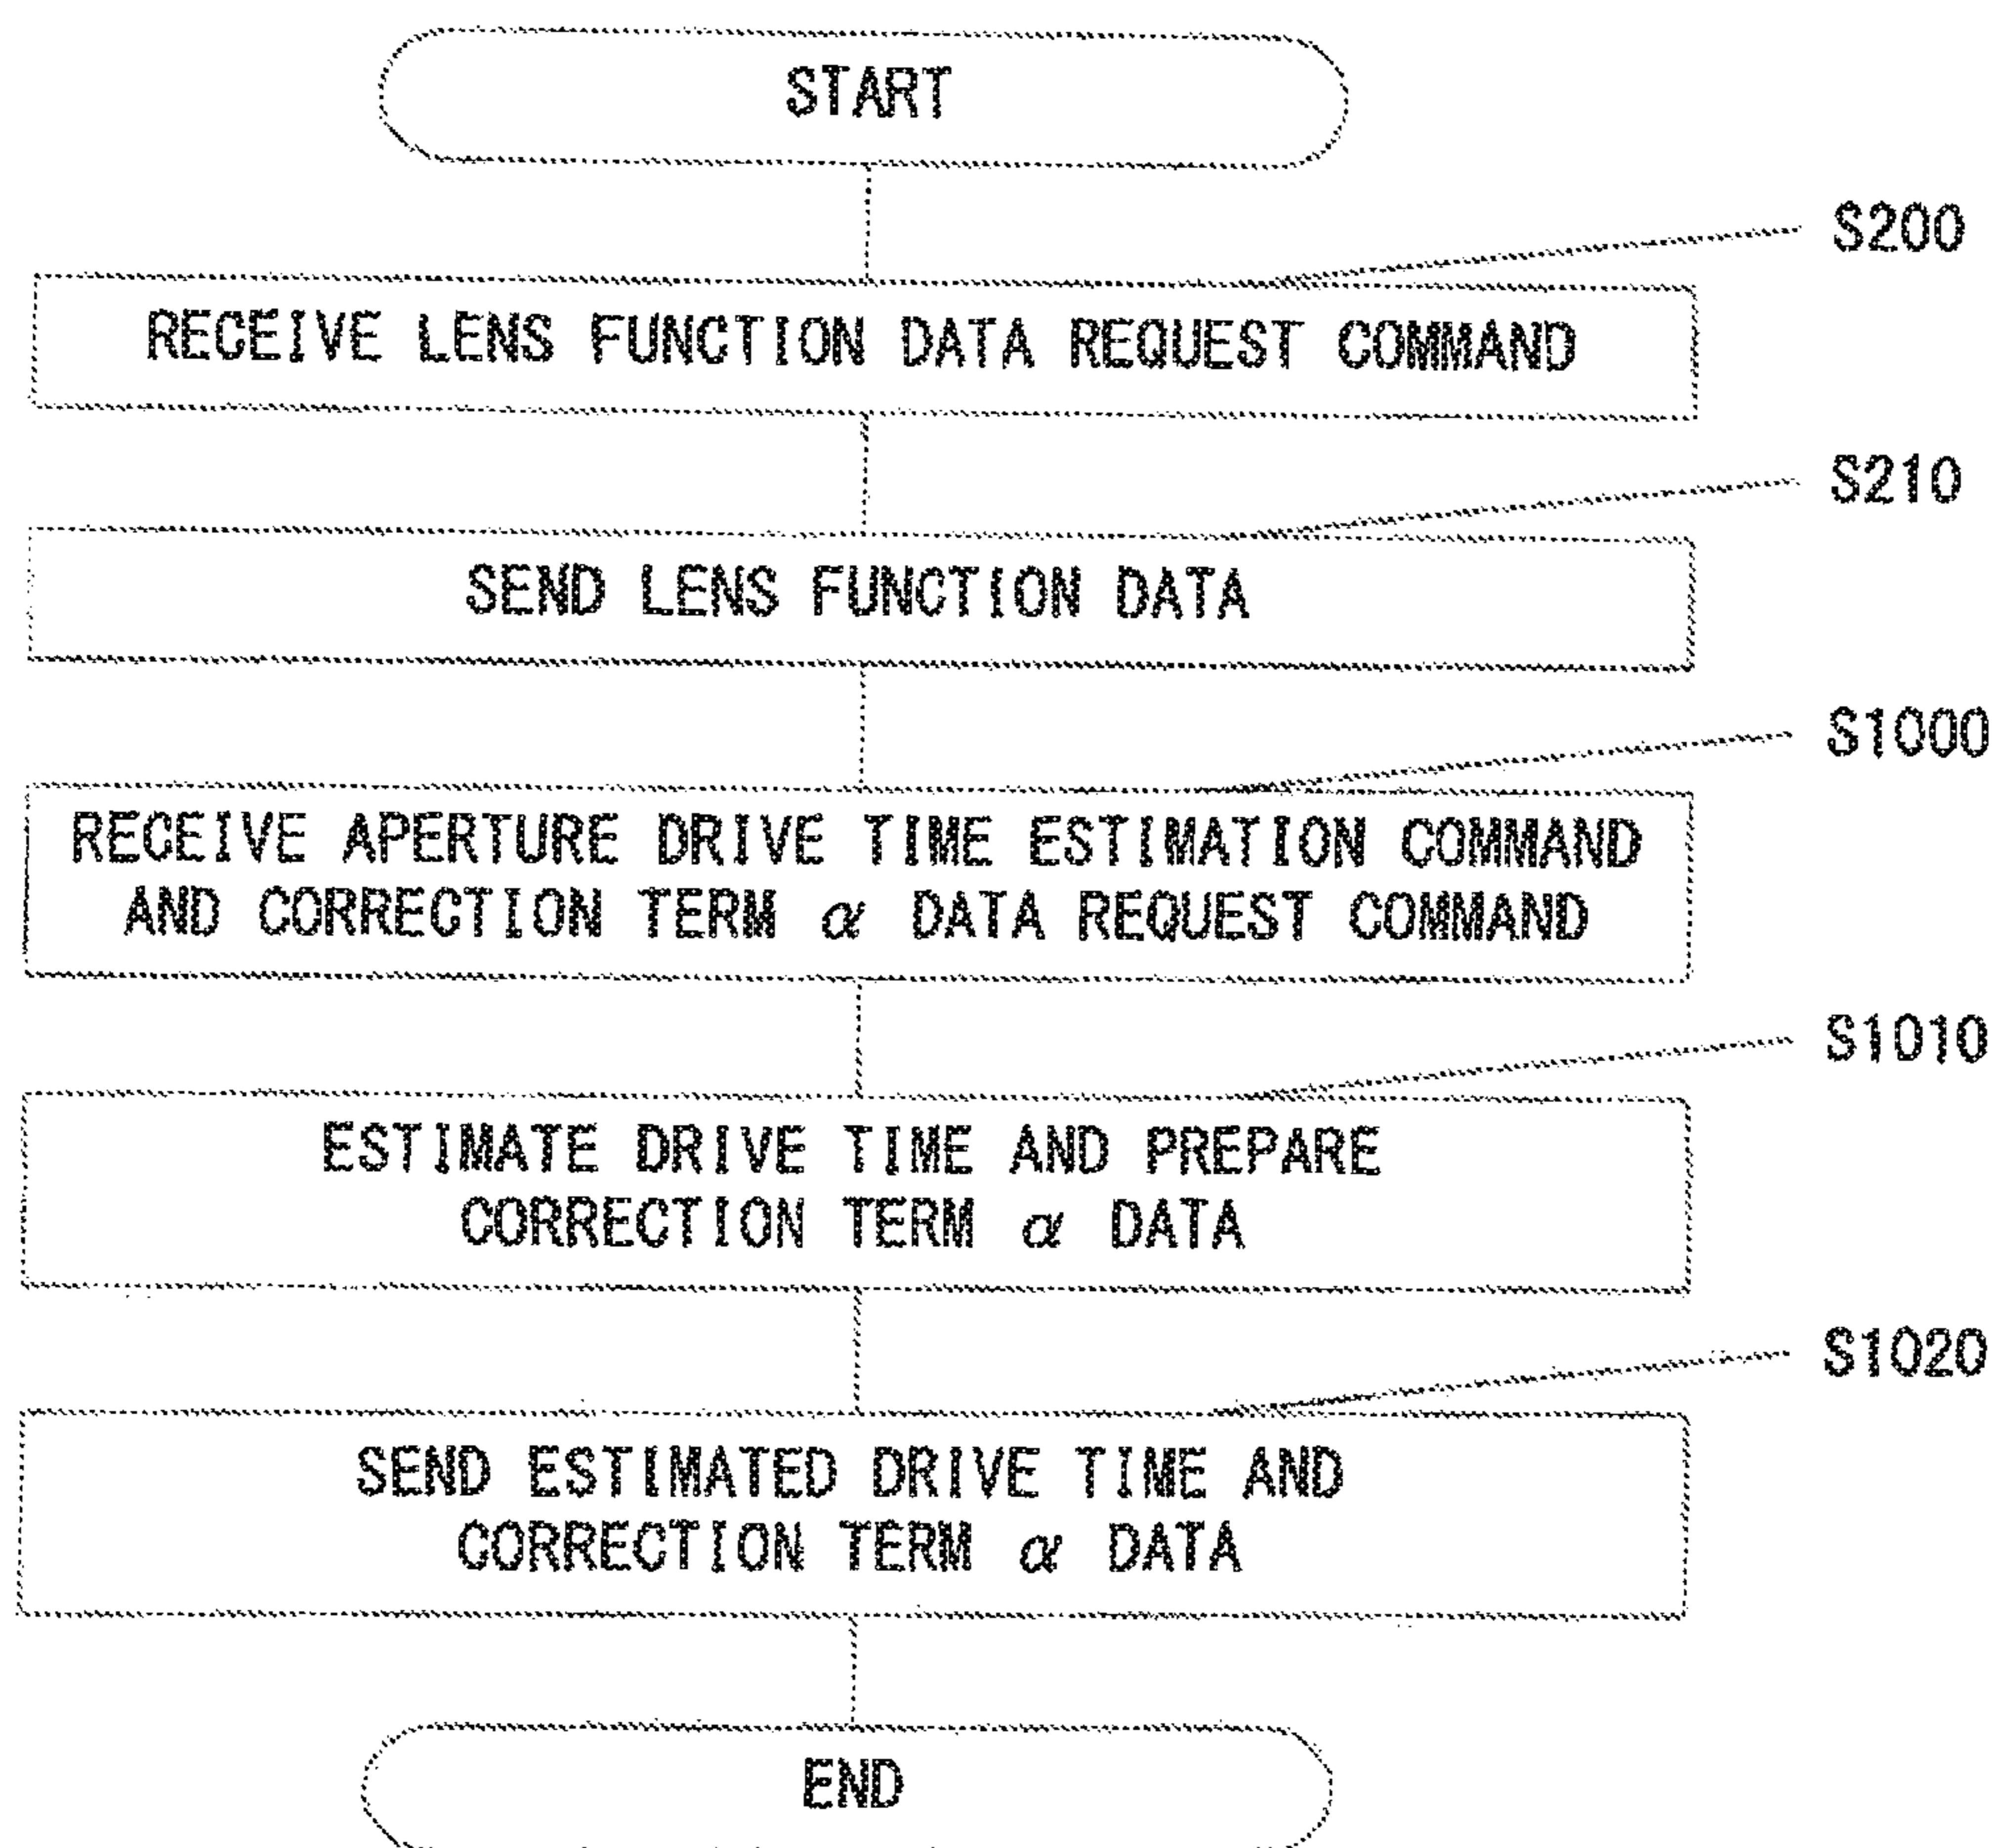 START
S200
RECEIVE LENS FUNCTION DATA REQUEST COMMAND
S210
SEND LENS FUNCTION DATA
S1000
RECEIVE APERTURE DRIVE TIME ESTIMATION COMMAND
AND CORRECTION TERM α DATA REQUEST COMMAND
S1010
ESTIMATE DRIVE TIME AND PREPARE
CORRECTION TERM α DATA
S1020
SEND ESTIMATED DRIVE TIME AND
CORRECTION TERM α DATA
END